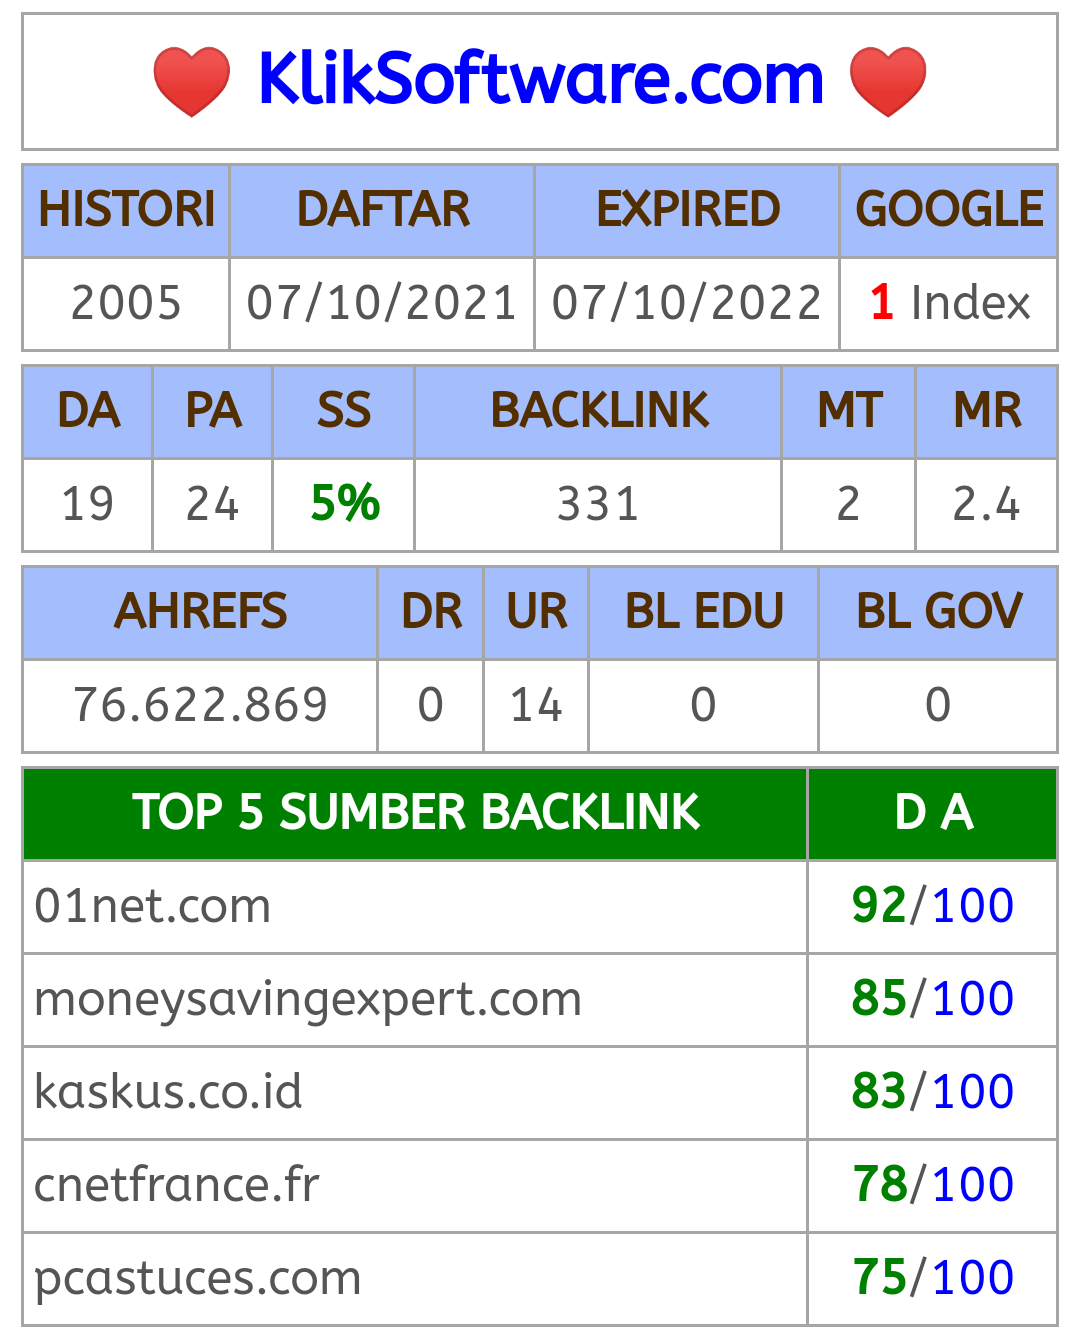 KlikSoftware.com
HISTORI DAFTAR EXPIRED GOOGLE
2005 07/10/2021 07/10/2022 1 Index
DA PA SS BACKLINK MT MR
19 24 5% 331 2 2.4
AHREFS DR UR BL EDU BL GOV
76.622.869 0 14 0 0
TOP 5 SUMBER BACKLINK D A
01net.com 92/100
moneysavingexpert.com 85/100
kaskus.co.id 83/100
cnetfrance.fr 78/100
pcastuces.com 75/100